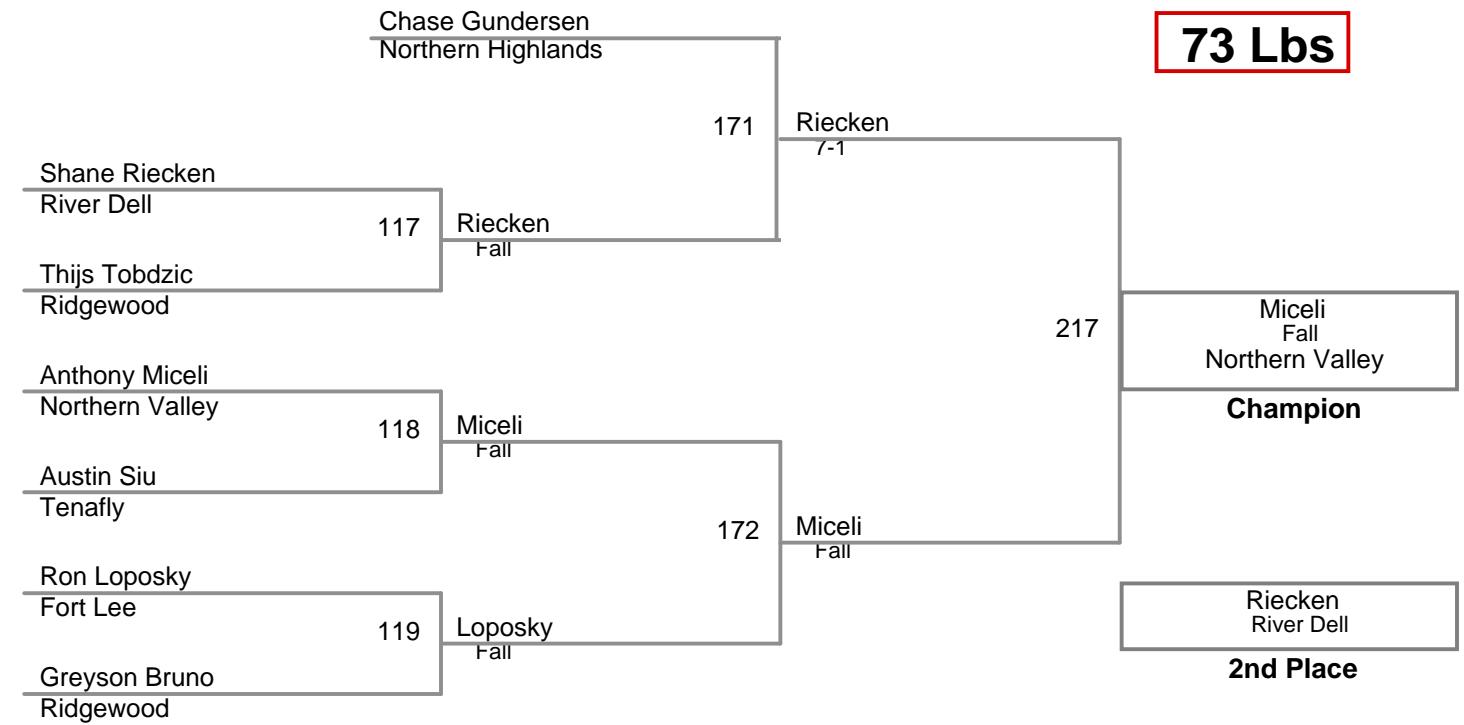 Chase Gundersen
Northern Highlands
73 Lbs
171
Riecken
7-1
Shane Riecken
River Dell
117
Riecken
Fall
Thijs Tobdzic
Ridgewood
217
Miceli
Fall
Northern Valley
Champion
Anthony Miceli
Northern Valley
118
Miceli
Fall
Austin Siu
Tenafly
172
Miceli
Fall
Ron Loposky
Fort Lee
119
Loposky
Fall
Greyson Bruno
Ridgewood
Riecken
River Dell
2nd Place